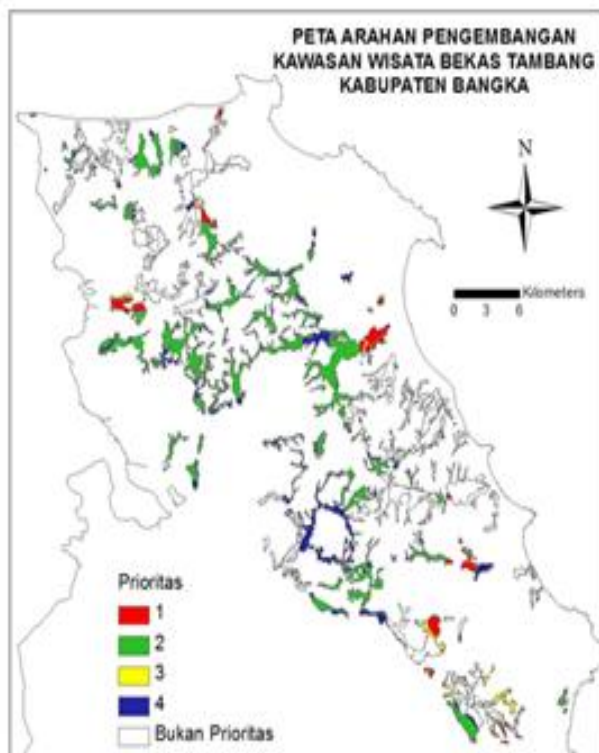 PETA ARAHAN PENGEMBANGAN
KAWASAN WISATA BEKAS TAMBANG
KABUPATEN BANGKA
N
Kilometers
0 3 6
Prioritas
1
2
3
4
Bukan Prioritas